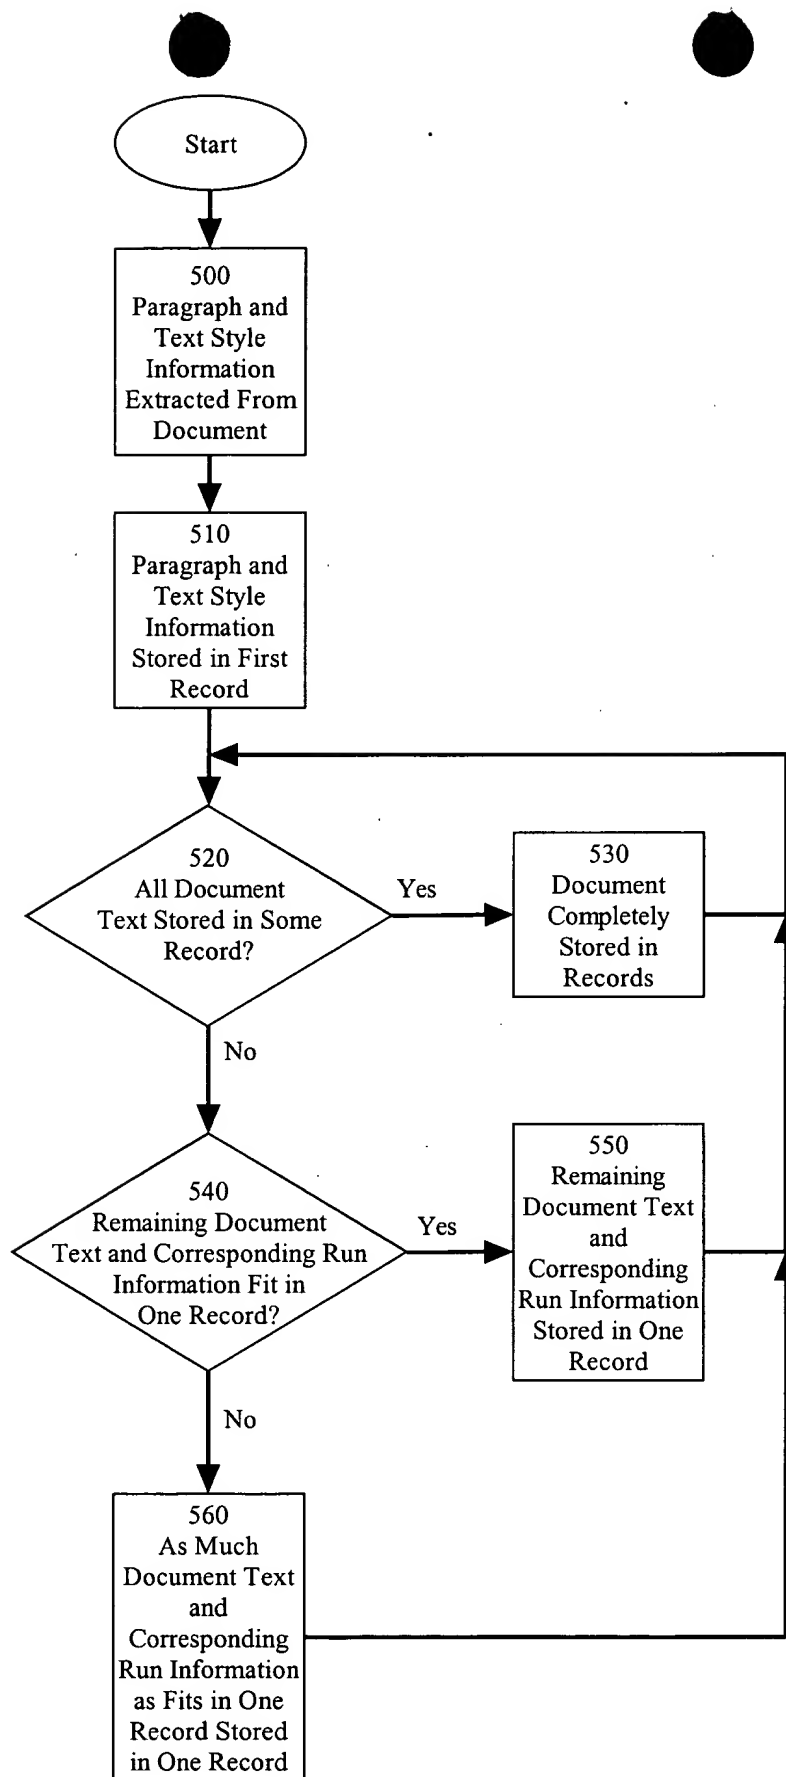 Start
500
Paragraph and
Text Style
Information
Extracted From
Document
510
Paragraph and
Text Style
Information
Stored in First
Record
520
All Document
Text Stored in Some
Record?
Yes
530
Document
Completely
Stored in
Records
No
540
Remaining Document
Text and Corresponding Run
Information Fit in
One Record?
Yes
550
Remaining
Document Text
and
Corresponding
Run Information
Stored in One
Record
No
560
As Much
Document Text
and
Corresponding
Run Information
as Fits in One
Record Stored
in One Record